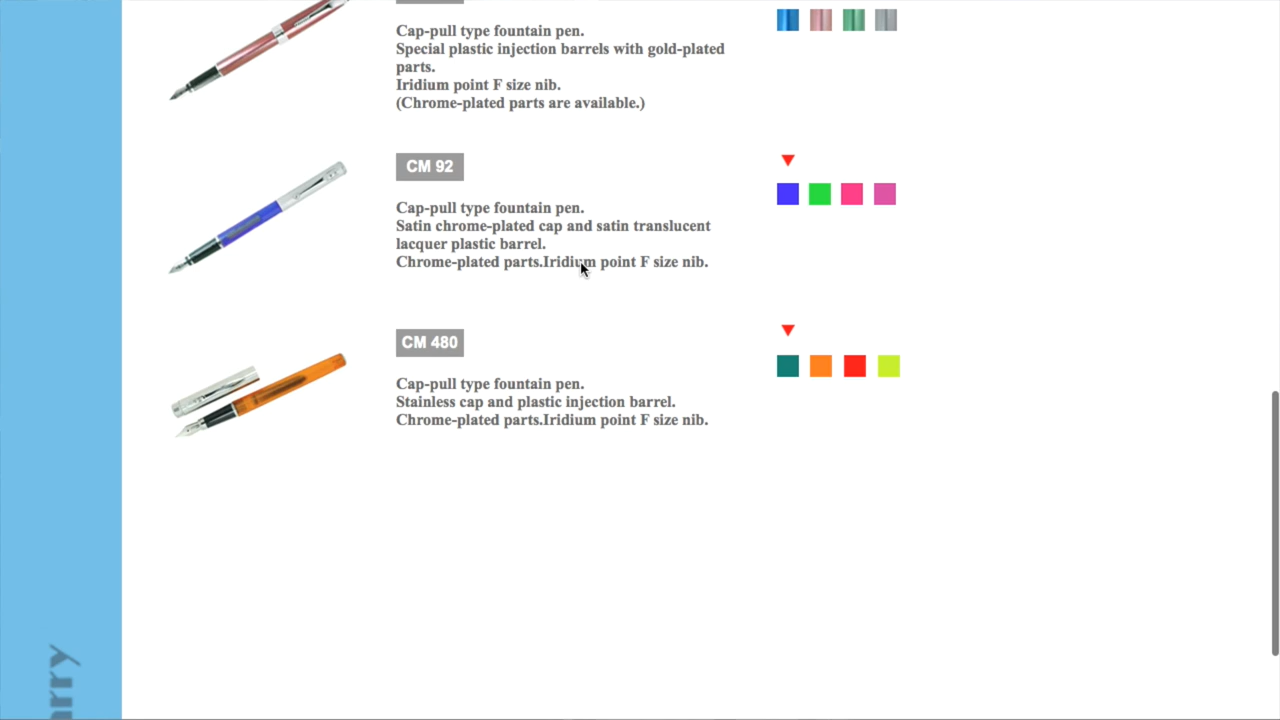 Cap-pull type fountain pen.
Special plastic injection barrels with gold-plated
parts.
Iridium point F size nib.
(Chrome-plated parts are available.)
CM 92
Cap-pull type fountain pen.
Satin chrome-plated cap and satin translucent
lacquer plastic barrel.
Chrome-plated parts.Iridium point F size nib.
CM 480
Cap-pull type fountain pen.
Stainless cap and plastic injection barrel.
Chrome-plated parts.Iridium point F size nib.